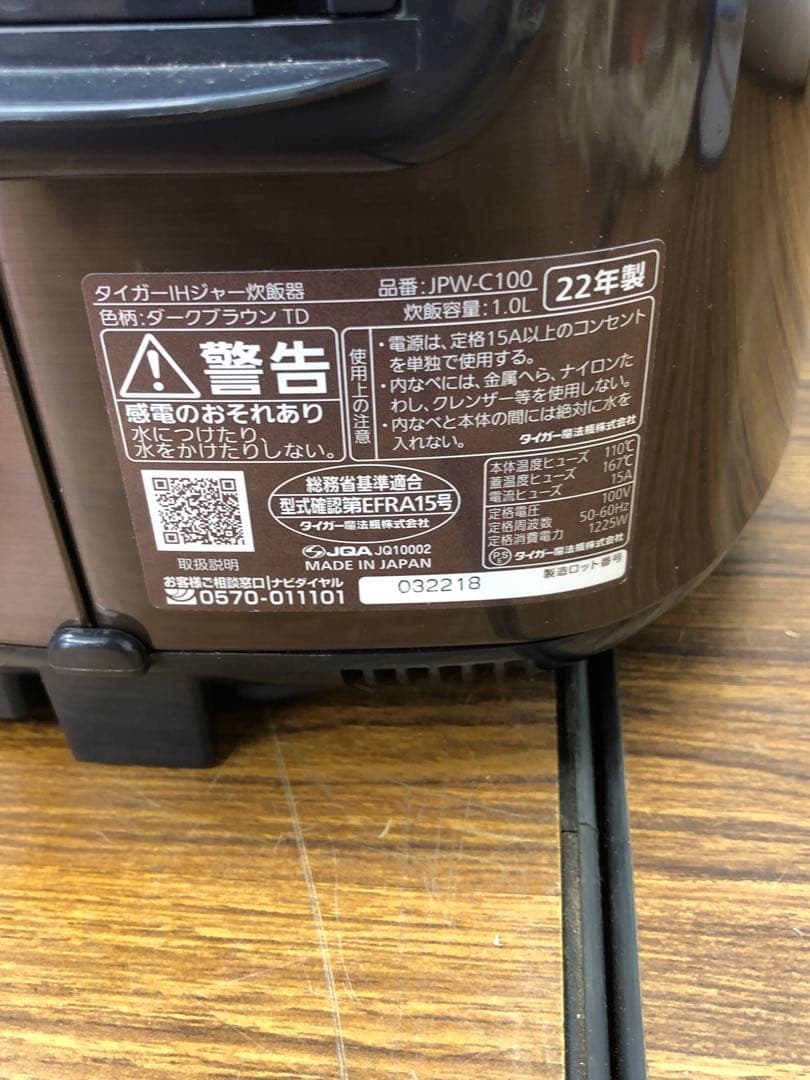 タイガーIHジャー炊飯器
品番:JPW-C100
22年製
色柄:ダークブラウン TD
炊飯容量:1.0L
警告
感電のおそれあり
水につけたり、
水をかけたりしない。
使用上の注意
・電源は、定格15A以上のコンセント
を単独で使用する。
・内なべには、金属へら、ナイロンた
わし、クレンザー等を使用しない。
・内なべと本体の間には絶対に水を
入れない。
タイガー魔法瓶株式会社
取扱説明
総務省基準適合
型式確認第EFRA15号
タイガー魔法瓶株式会社
JQA JQ10002
MADE IN JAPAN
本体温度ヒューズ 110℃
蓋温度ヒューズ 167℃
電流ヒューズ 15A
定格電圧 100V
定格周波数 50-60Hz
定格消費電力 1225W
PSE タイガー魔法瓶株式会社
お客様ご相談窓口 ナビダイヤル
0570-011101
032218
製造ロット番号